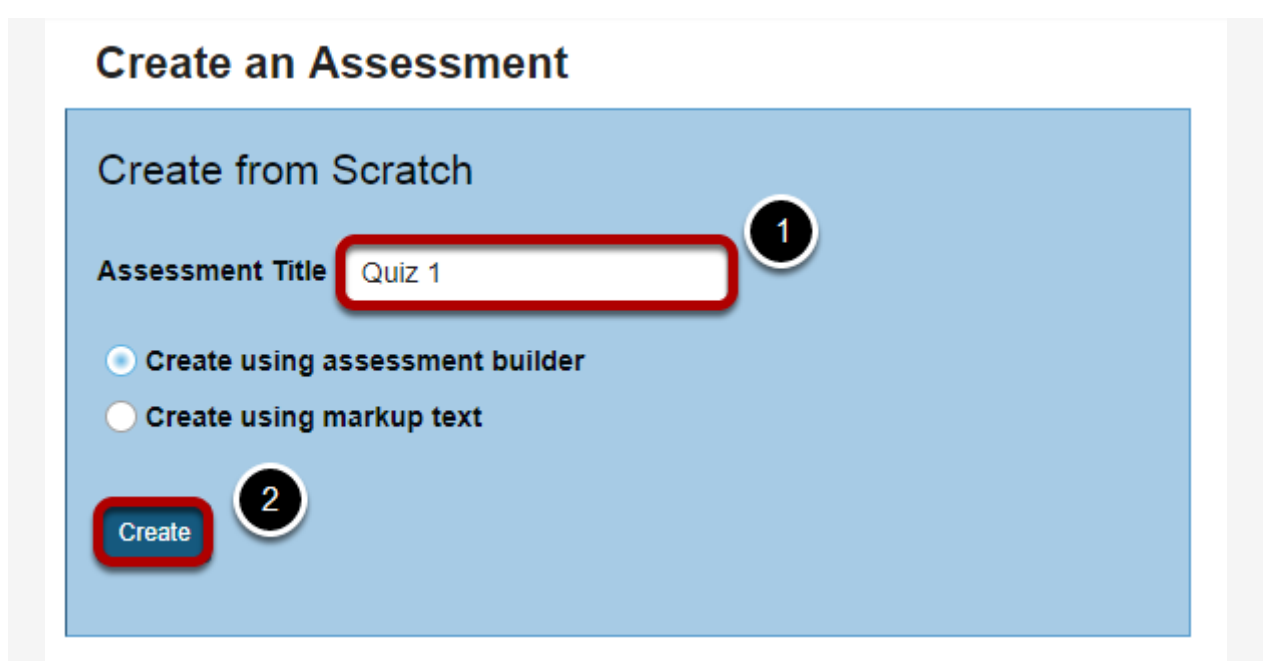 Create an Assessment
Create from Scratch
1
Assessment Title Quiz 1
Create using assessment builder
Create using markup text
2
Create